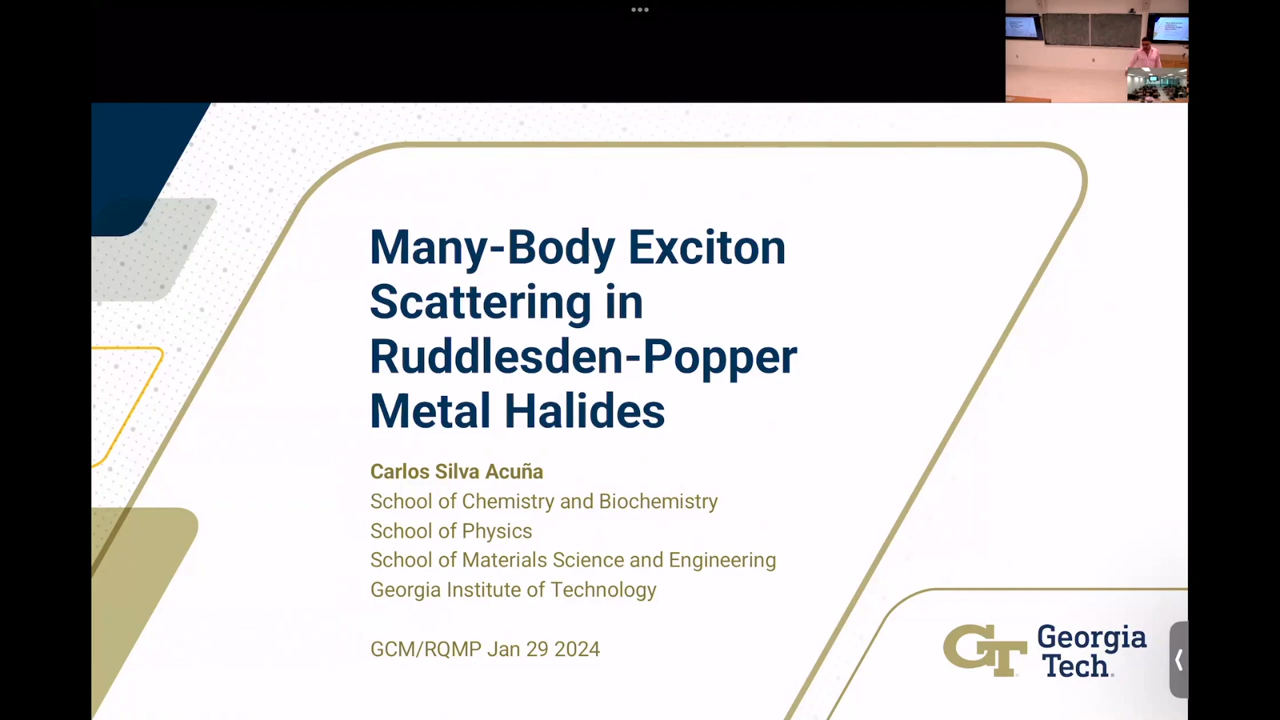 Many-Body Exciton
Scattering in
Ruddlesden-Popper
Metal Halides
Carlos Silva Acuña
School of Chemistry and Biochemistry
School of Physics
School of Materials Science and Engineering
Georgia Institute of Technology
GCM/RQMP Jan 29 2024
GT Georgia
Tech